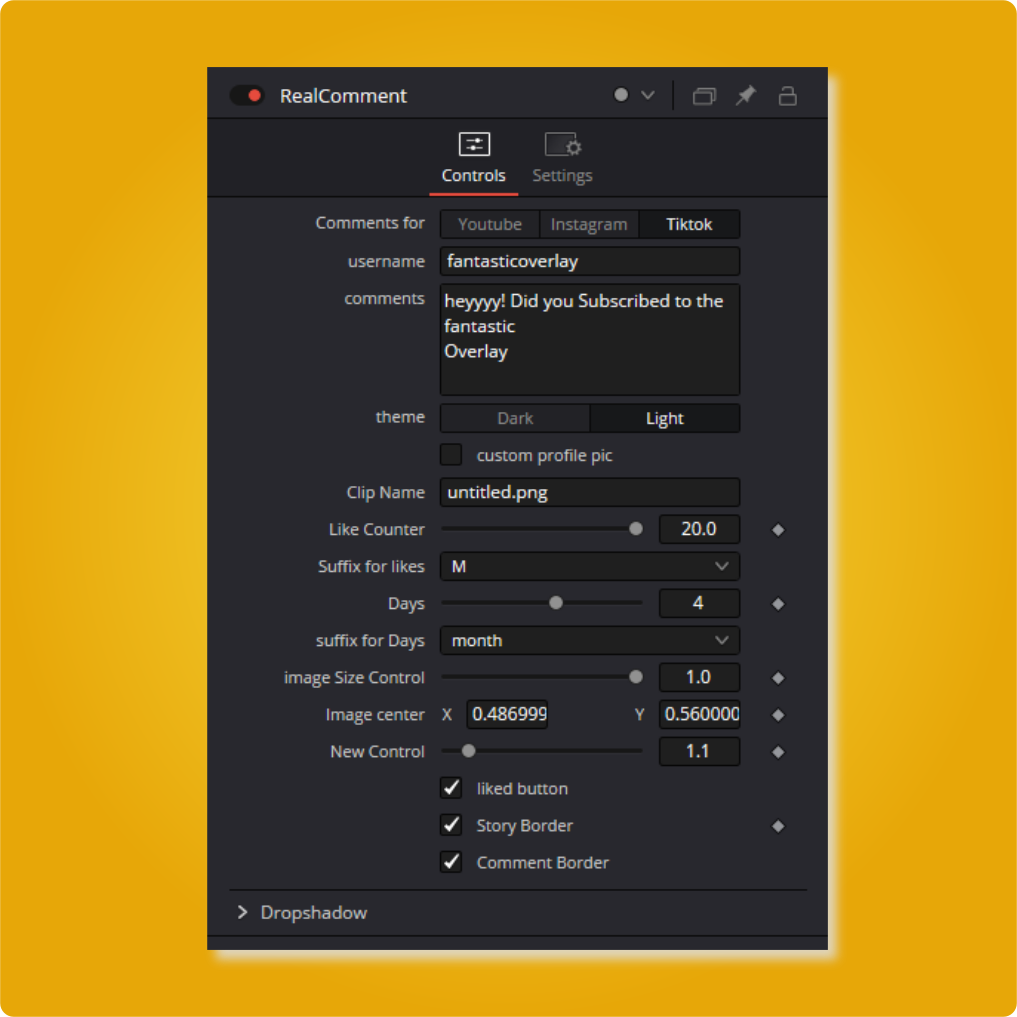 RealComment
Controls Settings
Comments for Youtube Instagram Tiktok
username fantasticoverlay
comments heyyyy! Did you Subscribed to the
fantastic
Overlay
theme Dark Light
custom profile pic
Clip Name untitled.png
Like Counter 20.0
Suffix for likes M
Days 4
suffix for Days month
image Size Control 1.0
Image center X 0.486999 Y 0.560000
New Control 1.1
liked button
Story Border
Comment Border
Dropshadow